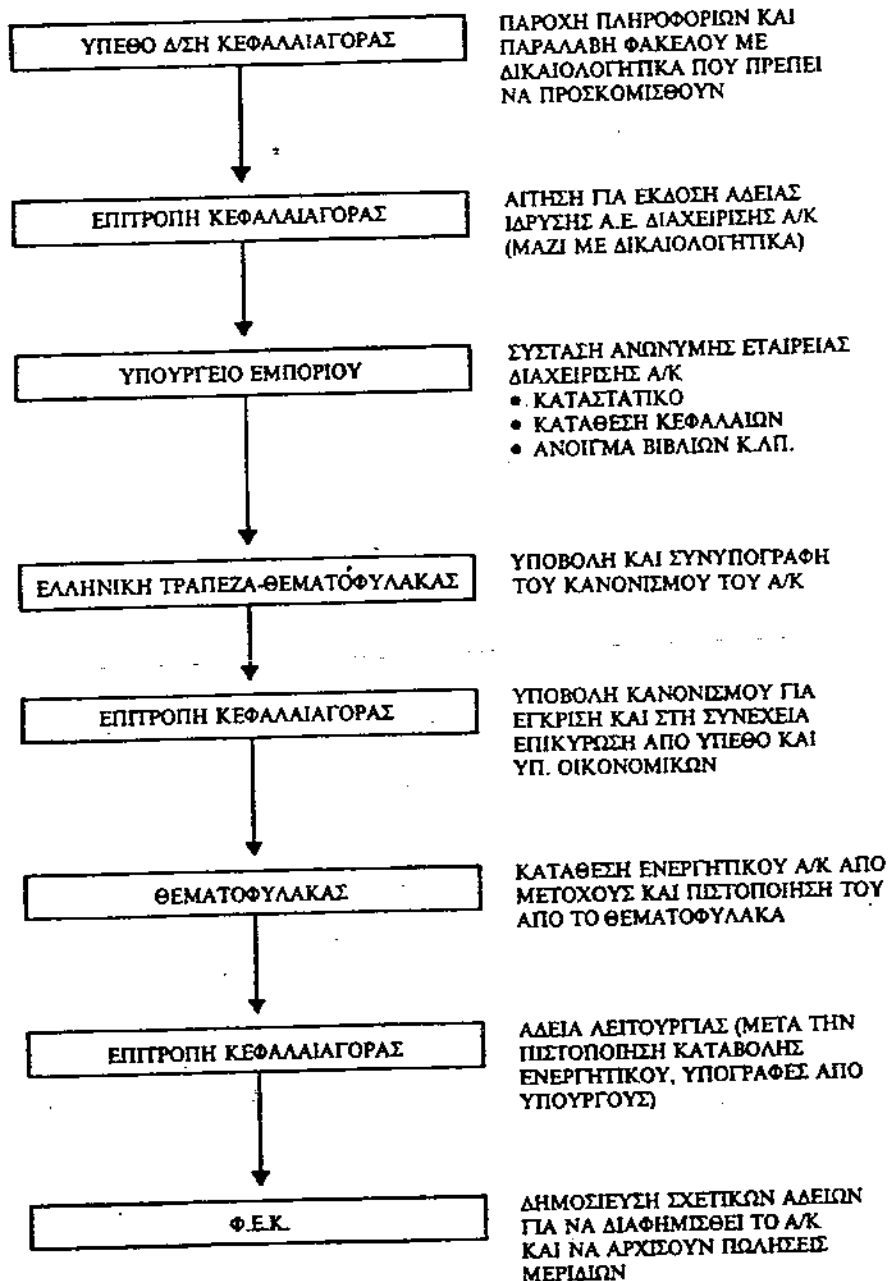 ΥΠΕΘΟ Δ/ΣΗ ΚΕΦΑΛΑΙΑΓΟΡΑΣ
ΠΑΡΟΧΗ ΠΛΗΡΟΦΟΡΙΩΝ ΚΑΙ
ΠΑΡΑΛΑΒΗ ΦΑΚΕΛΟΥ ΜΕ
ΔΙΚΑΙΟΛΟΓΗΤΙΚΑ ΠΟΥ ΠΡΕΠΕΙ
ΝΑ ΠΡΟΣΚΟΜΙΣΘΟΥΝ
ΕΠΙΤΡΟΠΗ ΚΕΦΑΛΑΙΑΓΟΡΑΣ
ΑΙΤΗΣΗ ΓΙΑ ΕΚΔΟΣΗ ΑΔΕΙΑΣ
ΙΔΡΥΣΗΣ Α.Ε. ΔΙΑΧΕΙΡΙΣΗΣ Α/Κ
(ΜΑΖΙ ΜΕ ΔΙΚΑΙΟΛΟΓΗΤΙΚΑ)
ΥΠΟΥΡΓΕΙΟ ΕΜΠΟΡΙΟΥ
ΣΥΣΤΑΣΗ ΑΝΩΝΥΜΗΣ ΕΤΑΙΡΕΙΑΣ
ΔΙΑΧΕΙΡΙΣΗΣ Α/Κ
• ΚΑΤΑΣΤΑΤΙΚΟ
• ΚΑΤΑΘΕΣΗ ΚΕΦΑΛΑΙΩΝ
• ΑΝΟΙΓΜΑ ΒΙΒΛΙΩΝ Κ.ΛΠ.
ΕΛΛΗΝΙΚΗ ΤΡΑΠΕΖΑ-ΘΕΜΑΤΟΦΥΛΑΚΑΣ
ΥΠΟΒΟΛΗ ΚΑΙ ΣΥΝΥΠΟΓΡΑΦΗ
ΤΟΥ ΚΑΝΟΝΙΣΜΟΥ ΤΟΥ Α/Κ
ΕΠΙΤΡΟΠΗ ΚΕΦΑΛΑΙΑΓΟΡΑΣ
ΥΠΟΒΟΛΗ ΚΑΝΟΝΙΣΜΟΥ ΓΙΑ
ΕΓΚΡΙΣΗ ΚΑΙ ΣΤΗ ΣΥΝΕΧΕΙΑ
ΕΠΙΚΥΡΩΣΗ ΑΠΟ ΥΠΕΘΟ ΚΑΙ
ΥΠ. ΟΙΚΟΝΟΜΙΚΩΝ
ΘΕΜΑΤΟΦΥΛΑΚΑΣ
ΚΑΤΑΘΕΣΗ ΕΝΕΡΓΗΤΙΚΟΥ Α/Κ ΑΠΟ
ΜΕΤΟΧΟΥΣ ΚΑΙ ΠΙΣΤΟΠΟΙΗΣΗ ΤΟΥ
ΑΠΟ ΤΟ ΘΕΜΑΤΟΦΥΛΑΚΑ
ΕΠΙΤΡΟΠΗ ΚΕΦΑΛΑΙΑΓΟΡΑΣ
ΑΔΕΙΑ ΛΕΙΤΟΥΡΓΙΑΣ (ΜΕΤΑ ΤΗΝ
ΠΙΣΤΟΠΟΙΗΣΗ ΚΑΤΑΒΟΛΗΣ
ΕΝΕΡΓΗΤΙΚΟΥ, ΥΠΟΓΡΑΦΕΣ ΑΠΟ
ΥΠΟΥΡΓΟΥΣ)
Φ.Ε.Κ.
ΔΗΜΟΣΙΕΥΣΗ ΣΧΕΤΙΚΩΝ ΑΔΕΙΩΝ
ΓΙΑ ΝΑ ΔΙΑΦΗΜΙΣΘΕΙ ΤΟ Α/Κ
ΚΑΙ ΝΑ ΑΡΧΙΣΟΥΝ ΠΩΛΗΣΕΙΣ
ΜΕΡΙΔΙΩΝ